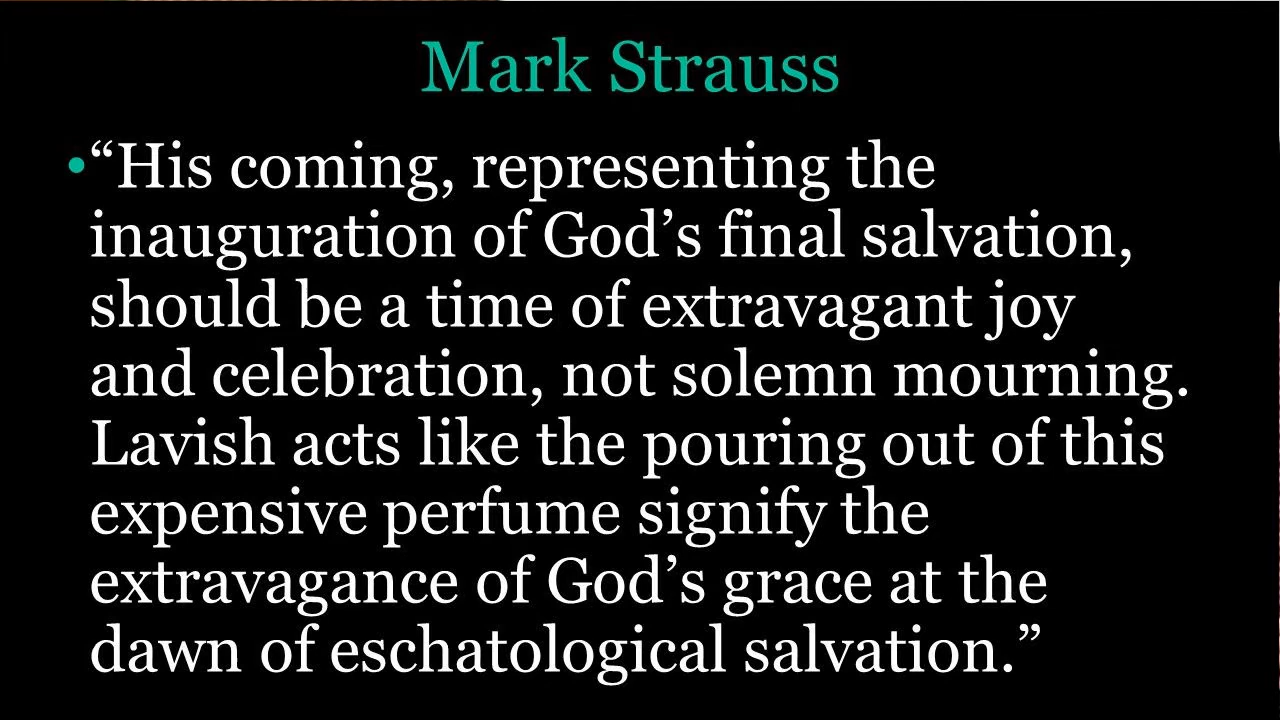 Mark Strauss
•“His coming, representing the
inauguration of God’s final salvation,
should be a time of extravagant joy
and celebration, not solemn mourning.
Lavish acts like the pouring out of this
expensive perfume signify the
extravagance of God’s grace at the
dawn of eschatological salvation.”